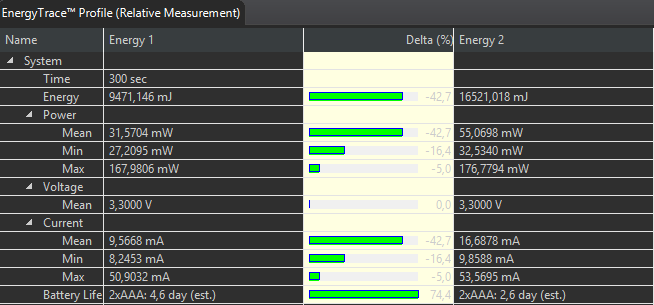 EnergyTrace™ Profile (Relative Measurement)
Name Energy 1 Delta (%) Energy 2
System
Time 300 sec
Energy 9471,146 mJ -42,7 16521,018 mJ
Power
Mean 31,5704 mW -42,7 55,0698 mW
Min 27,2095 mW -16,4 32,5340 mW
Max 167,9806 mW -5,0 176,7794 mW
Voltage
Mean 3,3000 V 0,0 3,3000 V
Current
Mean 9,5668 mA -42,7 16,6878 mA
Min 8,2453 mA -16,4 9,8588 mA
Max 50,9032 mA -5,0 53,5695 mA
Battery Life 2xAAA: 4,6 day (est.) 74,4 2xAAA: 2,6 day (est.)